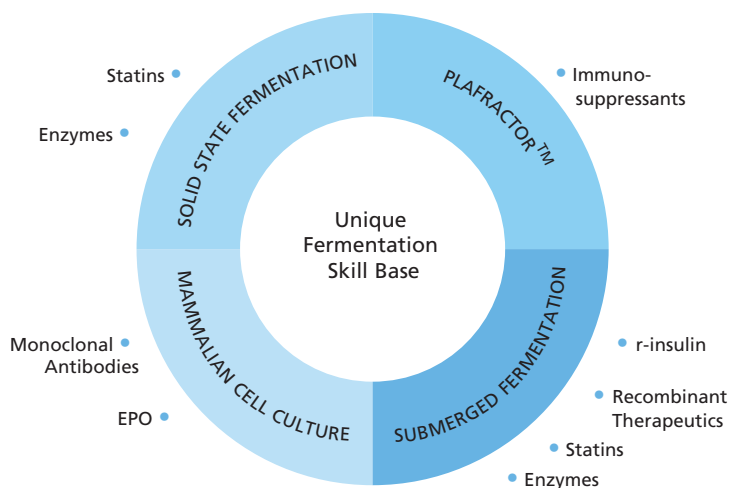 Statins
Enzymes
SOLID STATE FERMENTATION
PLAFRACTOR™
Immuno-
suppressants
Unique
Fermentation
Skill Base
Monoclonal
Antibodies
EPO
MAMMALIAN CELL CULTURE
SUBMERGED FERMENTATION
r-insulin
Recombinant
Therapeutics
Statins
Enzymes